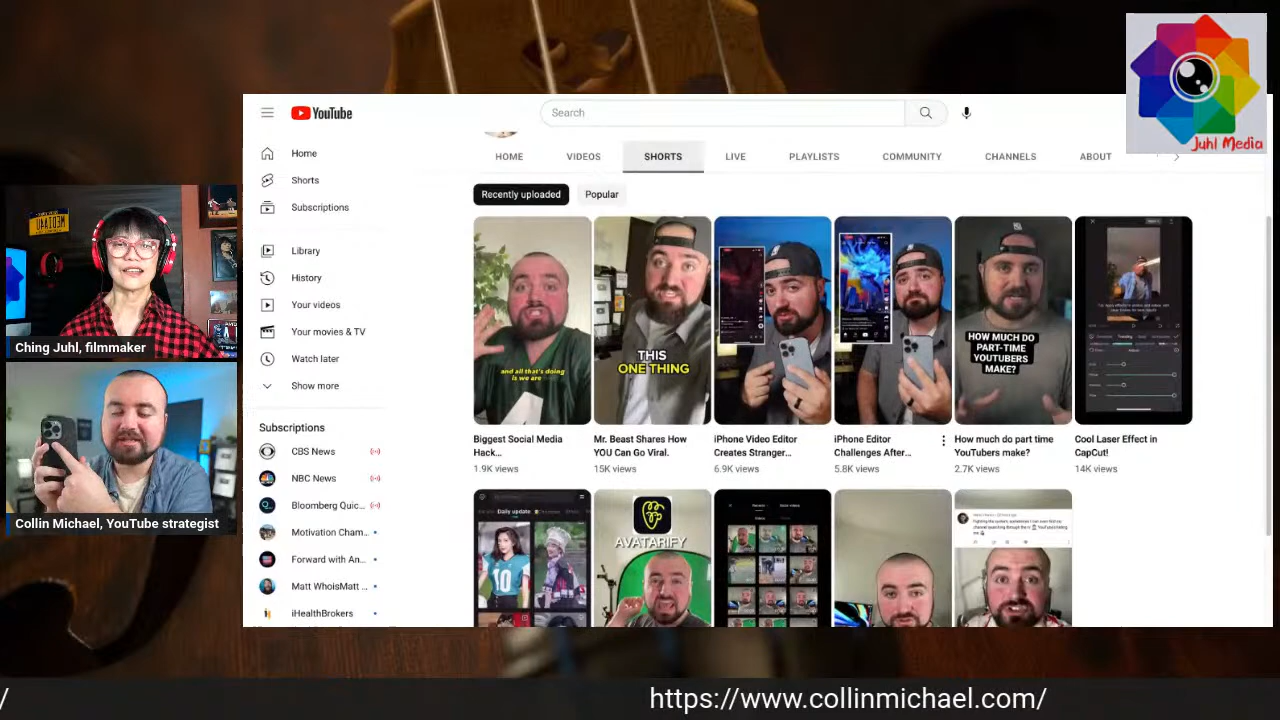 Juhl Media
YouTube
Search
Home
Shorts
Subscriptions
Library
History
Your videos
Your movies & TV
Watch later
Show more
Subscriptions
CBS News
NBC News
Bloomberg Quic...
Motivation Cham...
Forward with An...
Matt WhoisMatt ...
iHealthBrokers
HOME
VIDEOS
SHORTS
LIVE
PLAYLISTS
COMMUNITY
CHANNELS
ABOUT
Recently uploaded
Popular
and all that's doing
is we are
THIS
ONE THING
HOW MUCH DO
PART-TIME
YOUTUBERS
MAKE?
Biggest Social Media
Hack...
1.9K views
Mr. Beast Shares How
YOU Can Go Viral.
15K views
iPhone Video Editor
Creates Stranger...
6.9K views
iPhone Editor
Challenges After...
5.8K views
How much do part time
YouTubers make?
2.7K views
Cool Laser Effect in
CapCut!
14K views
Daily update
AVATARIFY
Ching Juhl, filmmaker
Collin Michael, YouTube strategist
/
https://www.collinmichael.com/